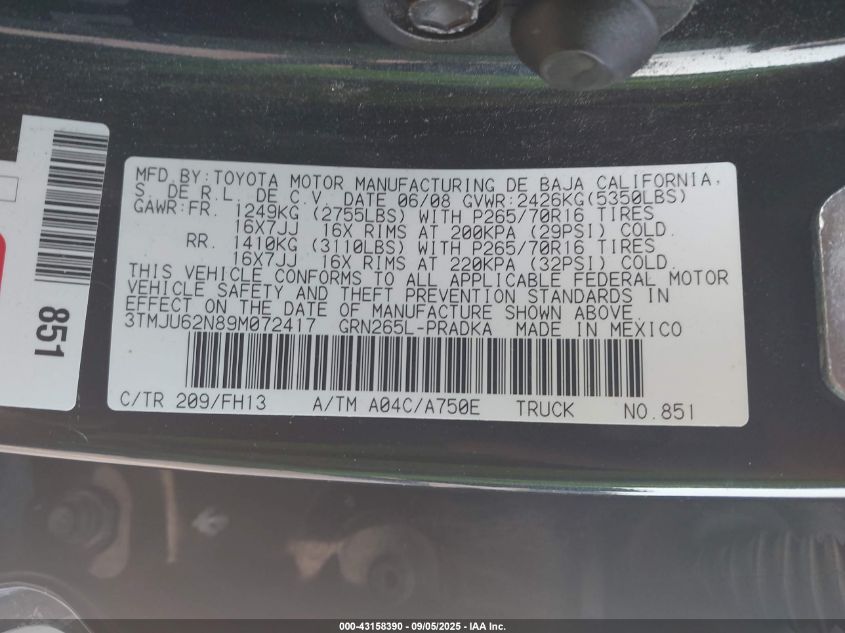 MFD. BY: TOYOTA MOTOR MANUFACTURING DE BAJA CALIFORNIA,
S. DE R.L. DE C.V. DATE 06/08 GVWR:2426KG(5350LBS)
GAWR:FR. 1249KG (2755LBS) WITH P265/70R16 TIRES
16X7JJ 16X RIMS AT 200KPA (29PSI) COLD.
RR. 1410KG (3110LBS) WITH P265/70R16 TIRES
16X7JJ 16X RIMS AT 220KPA (32PSI) COLD.
THIS VEHICLE CONFORMS TO ALL APPLICABLE FEDERAL MOTOR
VEHICLE SAFETY AND THEFT PREVENTION STANDARDS IN
EFFECT ON THE DATE OF MANUFACTURE SHOWN ABOVE.
3TMJU62N89M072417 GRN265L-PRADKA MADE IN MEXICO
C/TR 209/FH13 A/TM A04C/A750E TRUCK NO.851
851
000-43158390 - 09/05/2025 - IAA Inc.